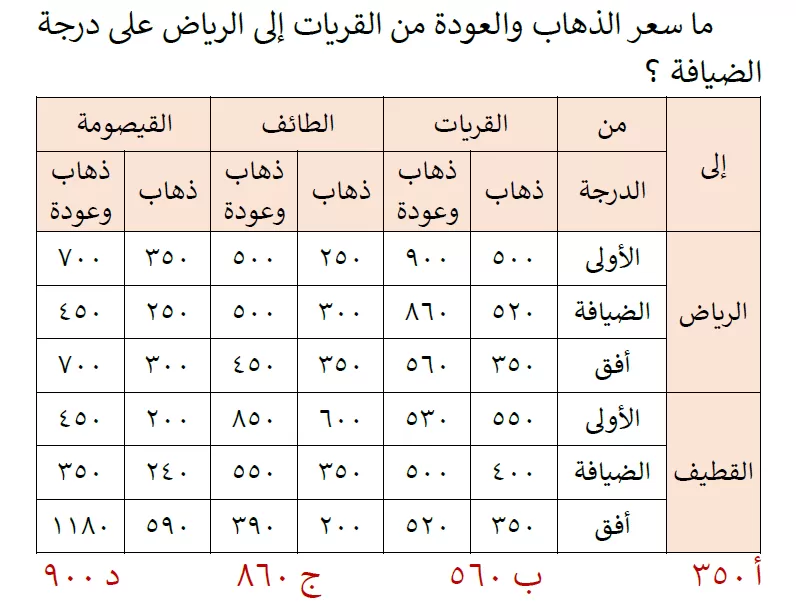 ما سعر الذهاب والعودة من القريات إلى الرياض على درجة
الضيافة ؟
إلى من القريات الطائف القيصومة
الدرجة ذهاب ذهاب وعودة ذهاب ذهاب وعودة ذهاب ذهاب وعودة
الرياض الأولى ٥٠٠ ٩٠٠ ٢٥٠ ٥٠٠ ٣٥٠ ٧٠٠
الضيافة ٥٢٠ ٨٦٠ ٣٠٠ ٥٠٠ ٢٥٠ ٤٥٠
أفق ٣٥٠ ٥٦٠ ٣٥٠ ٤٥٠ ٣٠٠ ٧٠٠
القطيف الأولى ٥٥٠ ٥٣٠ ٦٠٠ ٨٥٠ ٢٠٠ ٤٥٠
الضيافة ٤٠٠ ٥٠٠ ٣٥٠ ٥٥٠ ٢٤٠ ٣٥٠
أفق ٣٥٠ ٥٢٠ ٢٠٠ ٣٩٠ ٥٩٠ ١١٨٠
أ ٣٥٠ ب ٥٦٠ ج ٨٦٠ د ٩٠٠